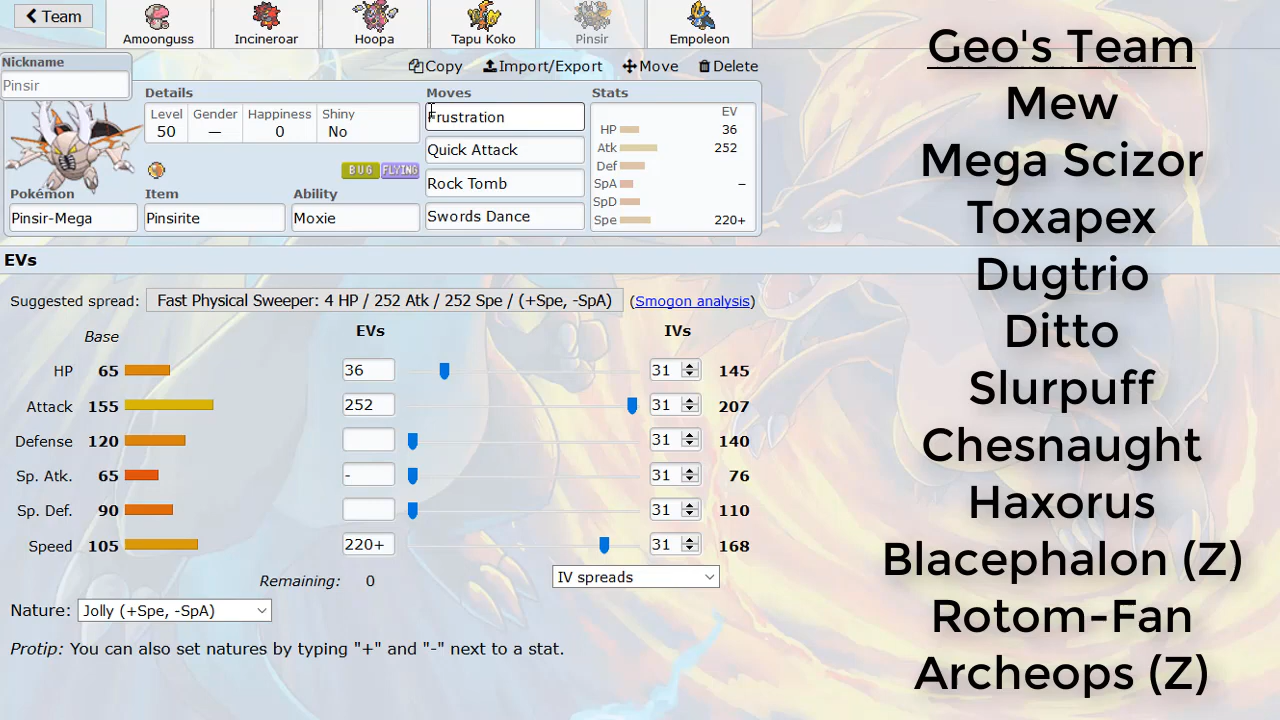 Team
Amoonguss
Incineroar
Hoopa
Tapu Koko
Pinsir
Empoleon
Copy Import/Export Move Delete
Nickname
Pinsir
Details
Level Gender Happiness Shiny
50 — 0 No
BUG FLYING
Pokémon Item Ability
Pinsir-Mega Pinsirite Moxie
Moves
Frustration
Quick Attack
Rock Tomb
Swords Dance
Stats
EV
HP 36
Atk 252
Def
SpA –
SpD
Spe 220+
EVs
Suggested spread: Fast Physical Sweeper: 4 HP / 252 Atk / 252 Spe / (+Spe, -SpA) (Smogon analysis)
Base EVs IVs
HP 65 36 31 145
Attack 155 252 31 207
Defense 120 31 140
Sp. Atk. 65 - 31 76
Sp. Def. 90 31 110
Speed 105 220+ 31 168
Remaining: 0 IV spreads
Nature: Jolly (+Spe, -SpA)
Protip: You can also set natures by typing "+" and "-" next to a stat.
Geo's Team
Mew
Mega Scizor
Toxapex
Dugtrio
Ditto
Slurpuff
Chesnaught
Haxorus
Blacephalon (Z)
Rotom-Fan
Archeops (Z)